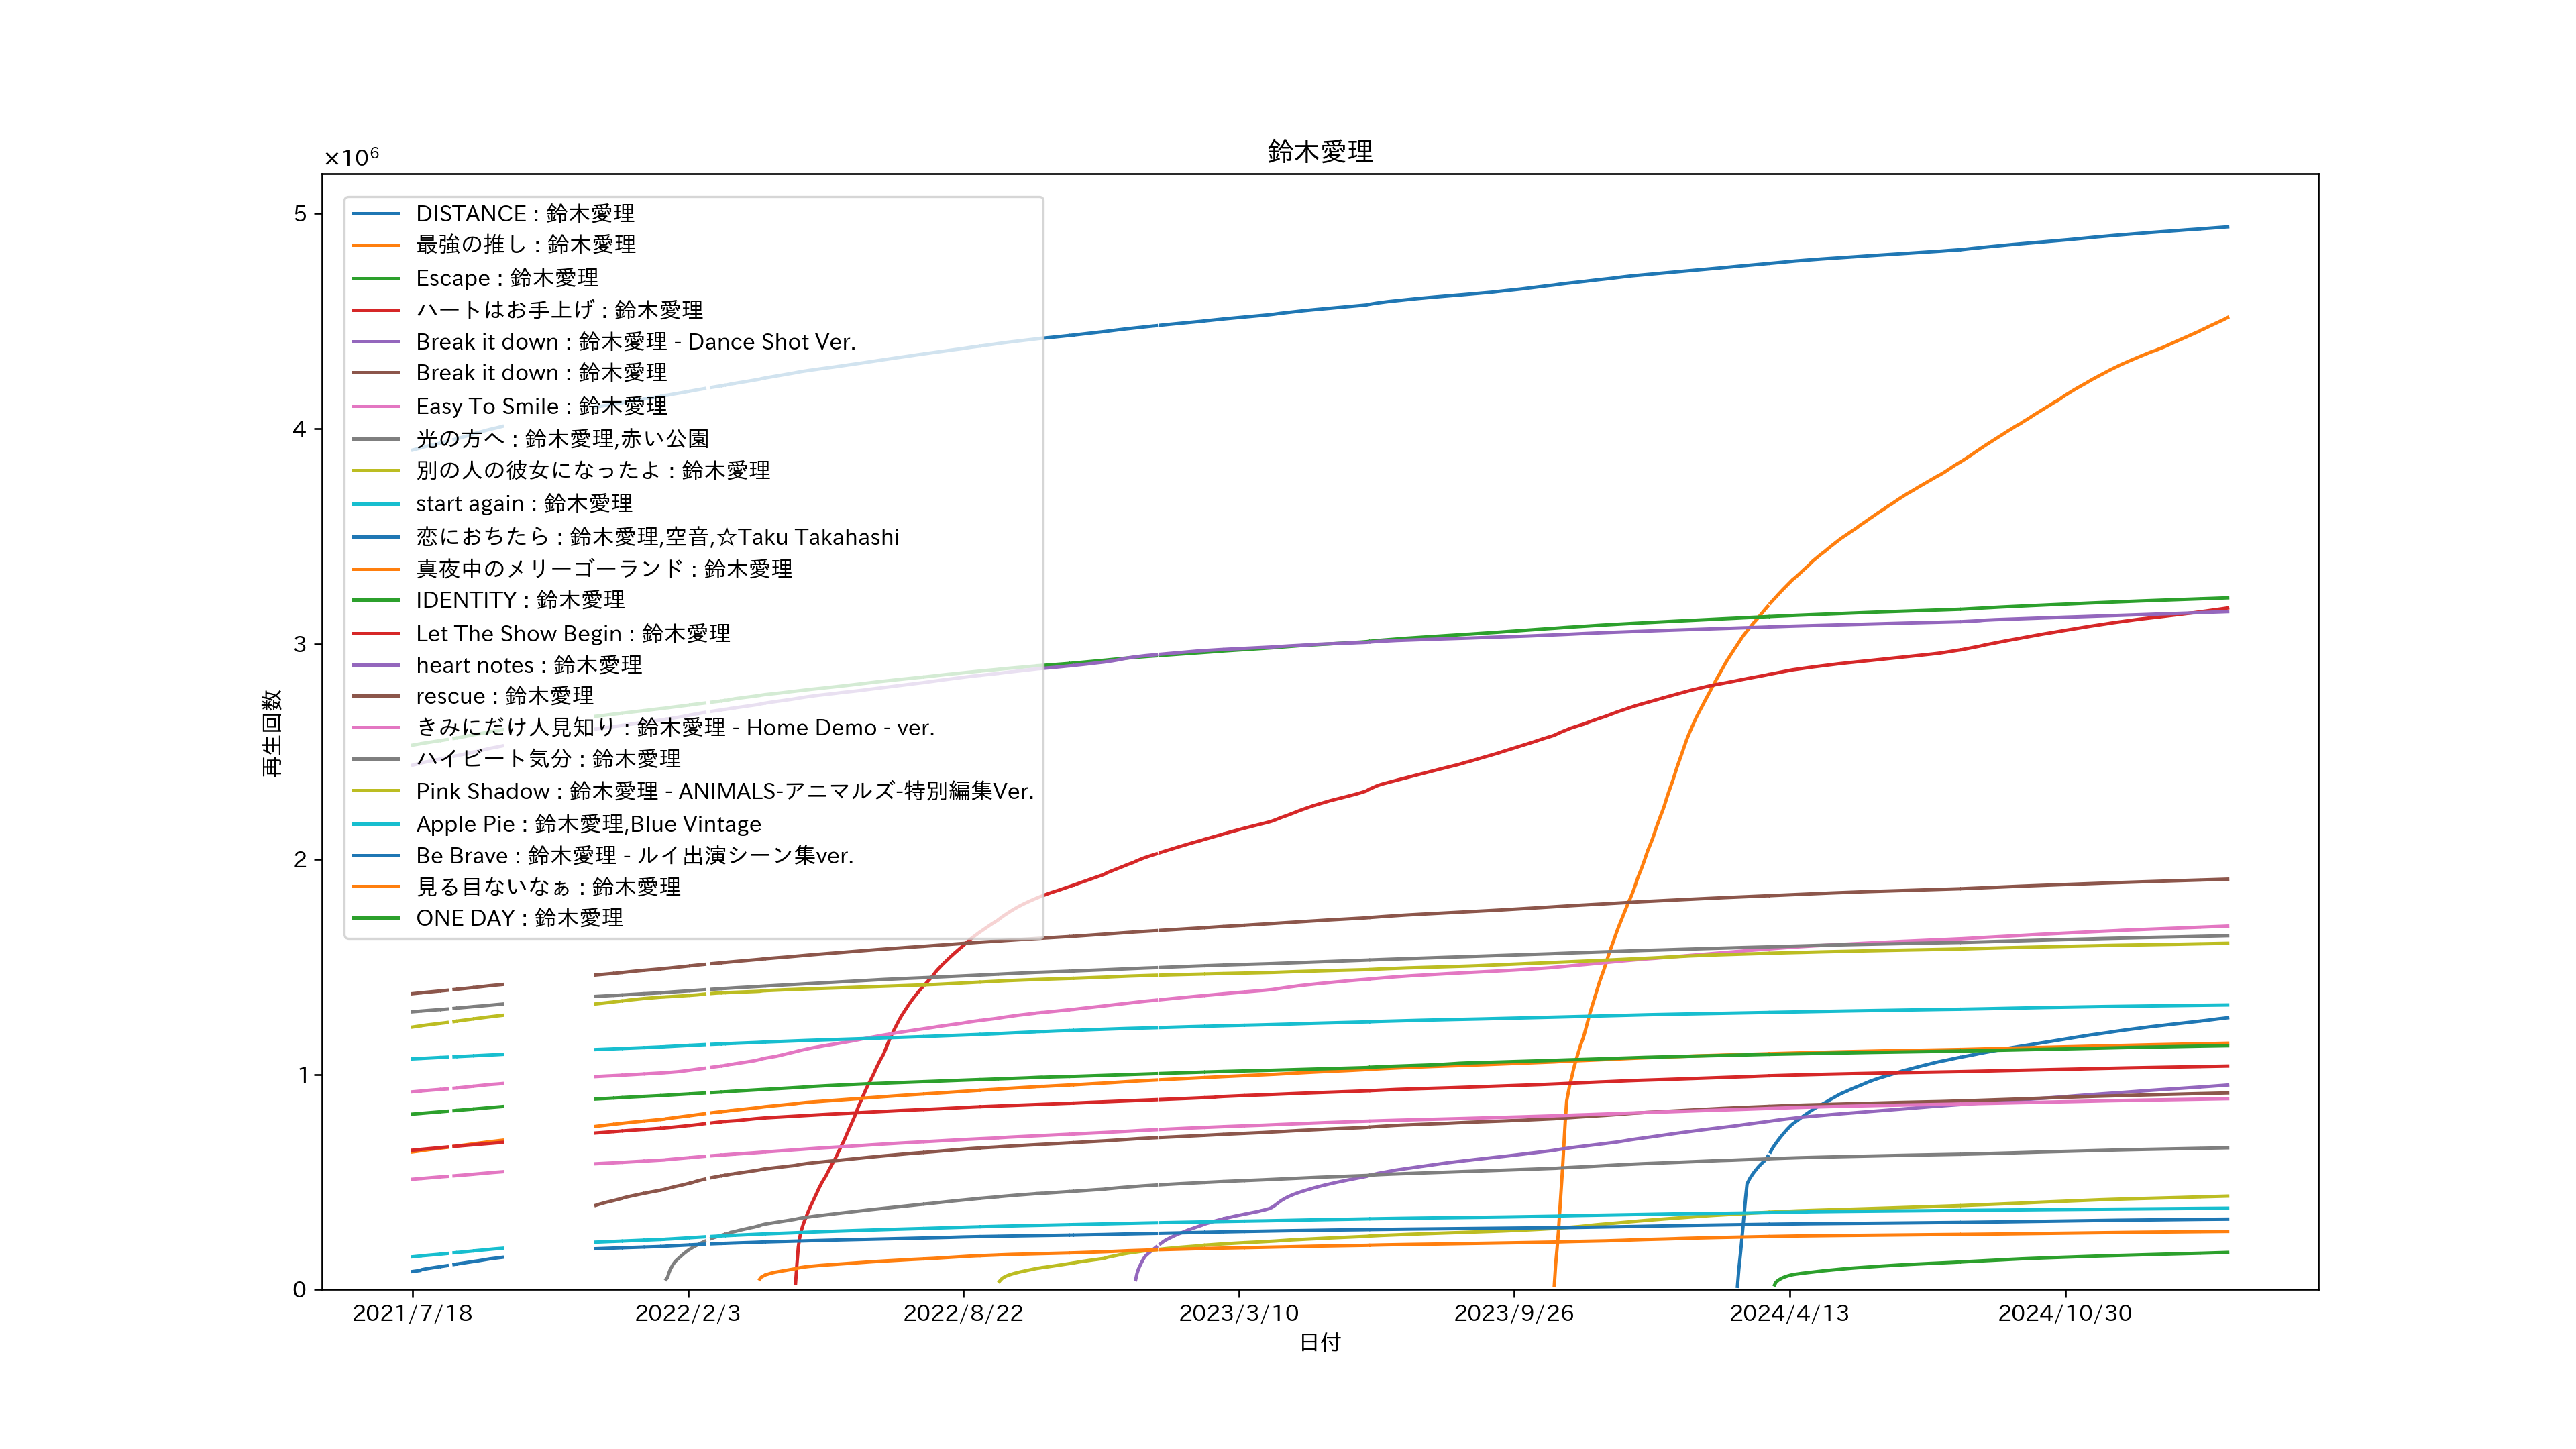 鈴木愛理
×10⁶
5
4
3
2
1
0
再生回数
DISTANCE : 鈴木愛理
最強の推し : 鈴木愛理
Escape : 鈴木愛理
ハートはお手上げ : 鈴木愛理
Break it down : 鈴木愛理 - Dance Shot Ver.
Break it down : 鈴木愛理
Easy To Smile : 鈴木愛理
光の方へ : 鈴木愛理,赤い公園
別の人の彼女になったよ : 鈴木愛理
start again : 鈴木愛理
恋におちたら : 鈴木愛理,空音,☆Taku Takahashi
真夜中のメリーゴーランド : 鈴木愛理
IDENTITY : 鈴木愛理
Let The Show Begin : 鈴木愛理
heart notes : 鈴木愛理
rescue : 鈴木愛理
きみにだけ人見知り : 鈴木愛理 - Home Demo - ver.
ハイビート気分 : 鈴木愛理
Pink Shadow : 鈴木愛理 - ANIMALS-アニマルズ-特別編集Ver.
Apple Pie : 鈴木愛理,Blue Vintage
Be Brave : 鈴木愛理 - ルイ出演シーン集ver.
見る目ないなぁ : 鈴木愛理
ONE DAY : 鈴木愛理
2021/7/18
2022/2/3
2022/8/22
2023/3/10
2023/9/26
2024/4/13
2024/10/30
日付